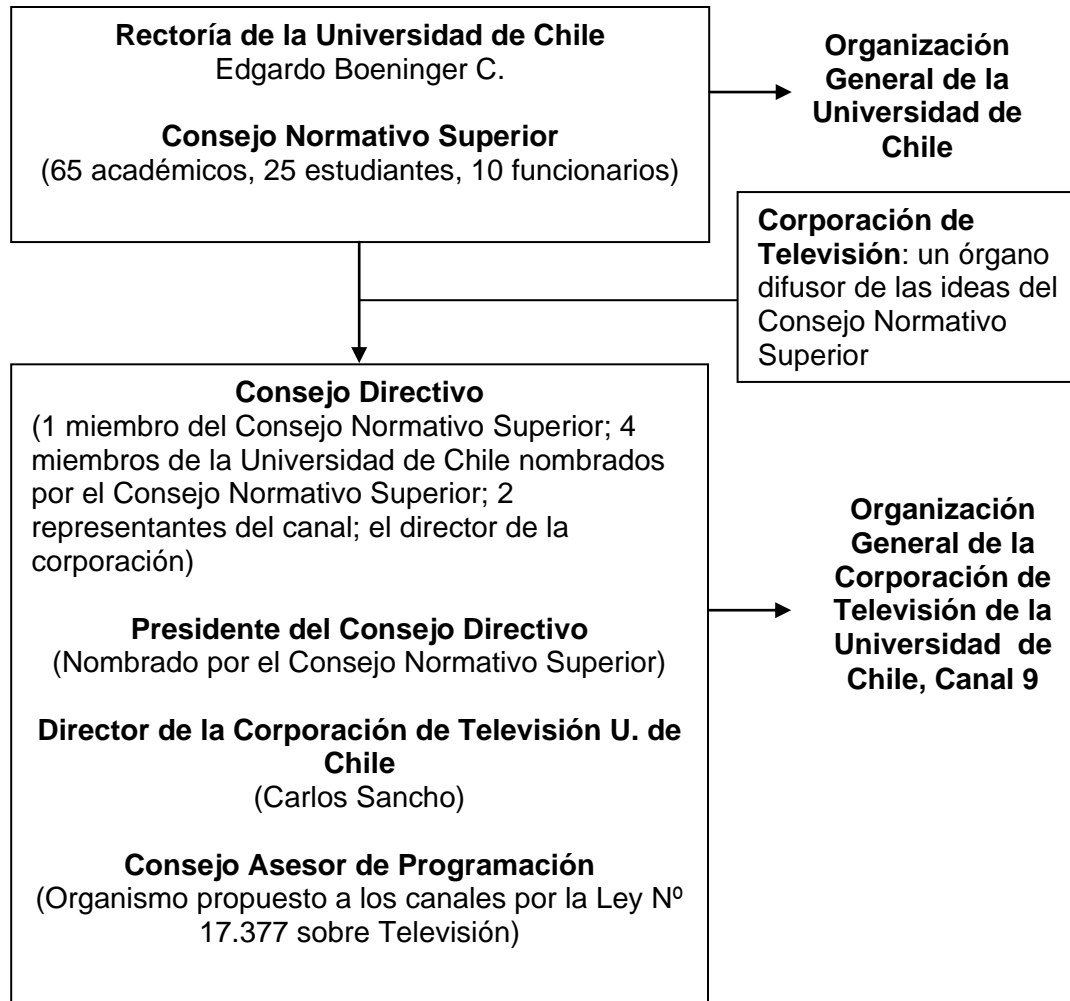 Rectoría de la Universidad de Chile
Edgardo Boeninger C.
Consejo Normativo Superior
(65 académicos, 25 estudiantes, 10 funcionarios)
Organización
General de la
Universidad de
Chile
Corporación de
Televisión: un órgano
difusor de las ideas del
Consejo Normativo
Superior
Consejo Directivo
(1 miembro del Consejo Normativo Superior; 4
miembros de la Universidad de Chile nombrados
por el Consejo Normativo Superior; 2
representantes del canal; el director de la
corporación)
Presidente del Consejo Directivo
(Nombrado por el Consejo Normativo Superior)
Director de la Corporación de Televisión U. de
Chile
(Carlos Sancho)
Consejo Asesor de Programación
(Organismo propuesto a los canales por la Ley Nº
17.377 sobre Televisión)
Organización
General de la
Corporación de
Televisión de la
Universidad de
Chile, Canal 9